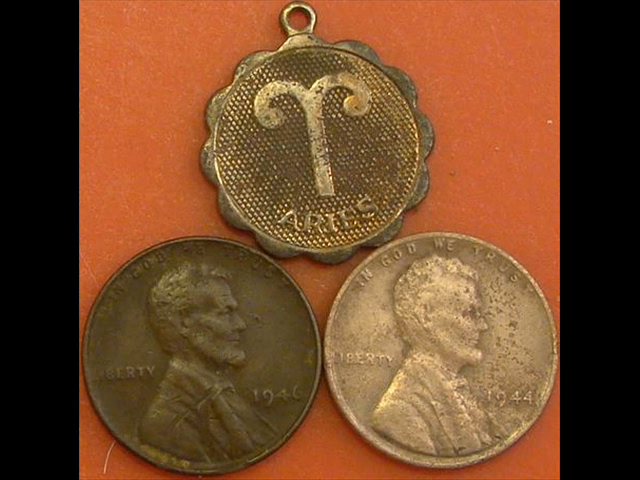 ARIES
IN GOD WE TRUST
LIBERTY
1946
IN GOD WE TRUST
LIBERTY
1944